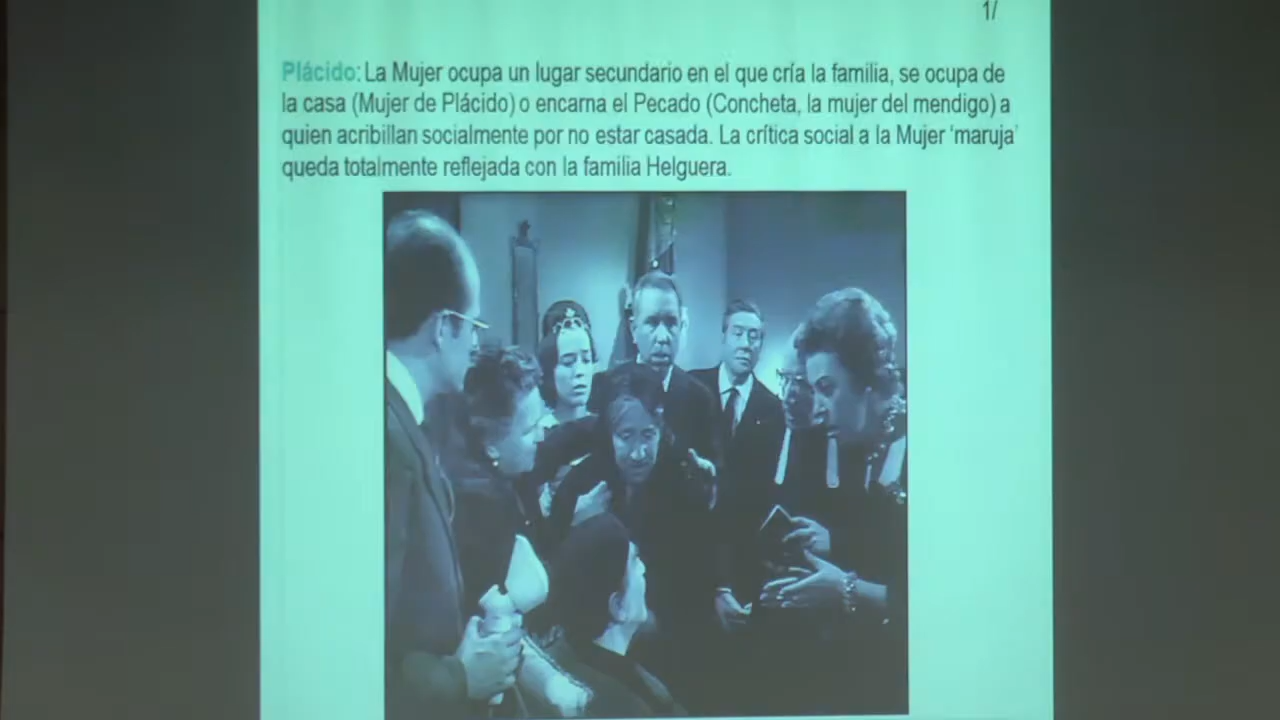 1/
Plácido: La Mujer ocupa un lugar secundario en el que cría la familia, se ocupa de
la casa (Mujer de Plácido) o encarna el Pecado (Concheta, la mujer del mendigo) a
quien acribillan socialmente por no estar casada. La crítica social a la Mujer 'maruja'
queda totalmente reflejada con la familia Helguera.